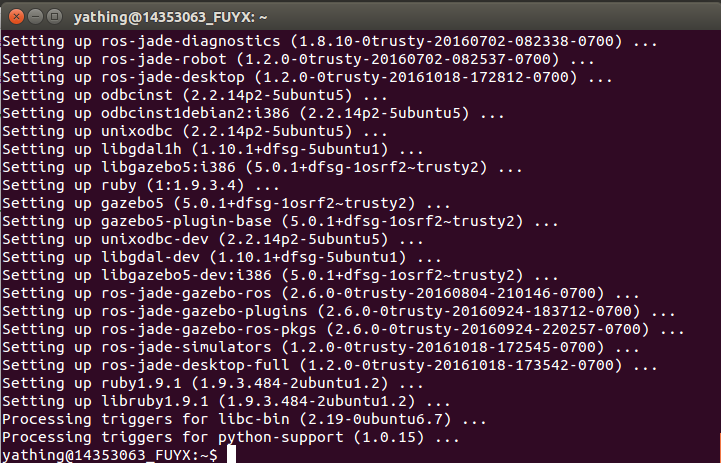 yathing@14353063_FUYX: ~
Setting up ros-jade-diagnostics (1.8.10-0trusty-20160702-082338-0700) ...
Setting up ros-jade-robot (1.2.0-0trusty-20160702-082537-0700) ...
Setting up ros-jade-desktop (1.2.0-0trusty-20161018-172812-0700) ...
Setting up odbcinst (2.2.14p2-5ubuntu5) ...
Setting up odbcinst1debian2:i386 (2.2.14p2-5ubuntu5) ...
Setting up unixodbc (2.2.14p2-5ubuntu5) ...
Setting up libgdal1h (1.10.1+dfsg-5ubuntu1) ...
Setting up libgazebo5:i386 (5.0.1+dfsg-1osrf2~trusty2) ...
Setting up ruby (1:1.9.3.4) ...
Setting up gazebo5 (5.0.1+dfsg-1osrf2~trusty2) ...
Setting up gazebo5-plugin-base (5.0.1+dfsg-1osrf2~trusty2) ...
Setting up unixodbc-dev (2.2.14p2-5ubuntu5) ...
Setting up libgdal-dev (1.10.1+dfsg-5ubuntu1) ...
Setting up libgazebo5-dev:i386 (5.0.1+dfsg-1osrf2~trusty2) ...
Setting up ros-jade-gazebo-ros (2.6.0-0trusty-20160804-210146-0700) ...
Setting up ros-jade-gazebo-plugins (2.6.0-0trusty-20160924-183712-0700) ...
Setting up ros-jade-gazebo-ros-pkgs (2.6.0-0trusty-20160924-220257-0700) ...
Setting up ros-jade-simulators (1.2.0-0trusty-20161018-172545-0700) ...
Setting up ros-jade-desktop-full (1.2.0-0trusty-20161018-173542-0700) ...
Setting up ruby1.9.1 (1.9.3.484-2ubuntu1.2) ...
Setting up libruby1.9.1 (1.9.3.484-2ubuntu1.2) ...
Processing triggers for libc-bin (2.19-0ubuntu6.7) ...
Processing triggers for python-support (1.0.15) ...
yathing@14353063_FUYX:~$